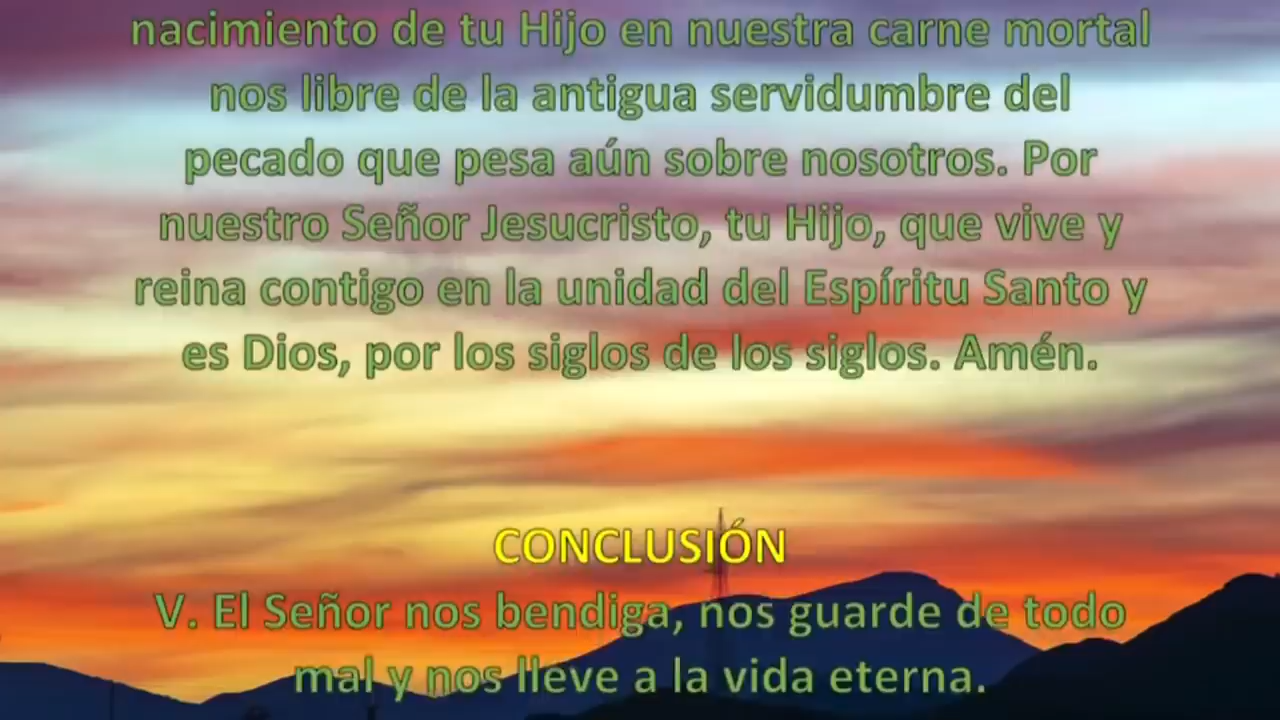 nacimiento de tu Hijo en nuestra carne mortal
nos libre de la antigua servidumbre del
pecado que pesa aún sobre nosotros. Por
nuestro Señor Jesucristo, tu Hijo, que vive y
reina contigo en la unidad del Espíritu Santo y
es Dios, por los siglos de los siglos. Amén.
CONCLUSIÓN
V. El Señor nos bendiga, nos guarde de todo
mal y nos lleve a la vida eterna.